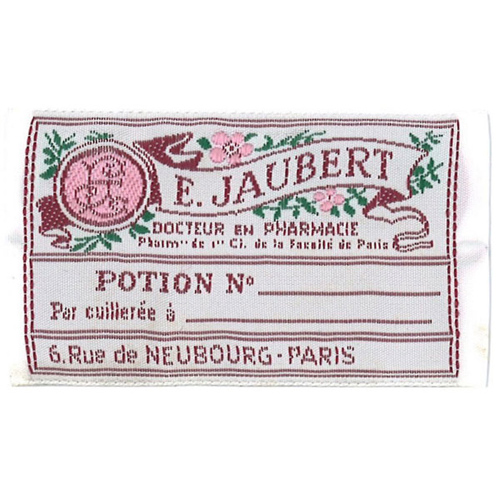 E. JAUBERT
DOCTEUR EN PHARMACIE
Pharmⁿ de 1ᵉ Cl. de la Faculté de Paris
POTION Nº
Par cuillerée à
6.Rue de NEUBOURG-PARIS